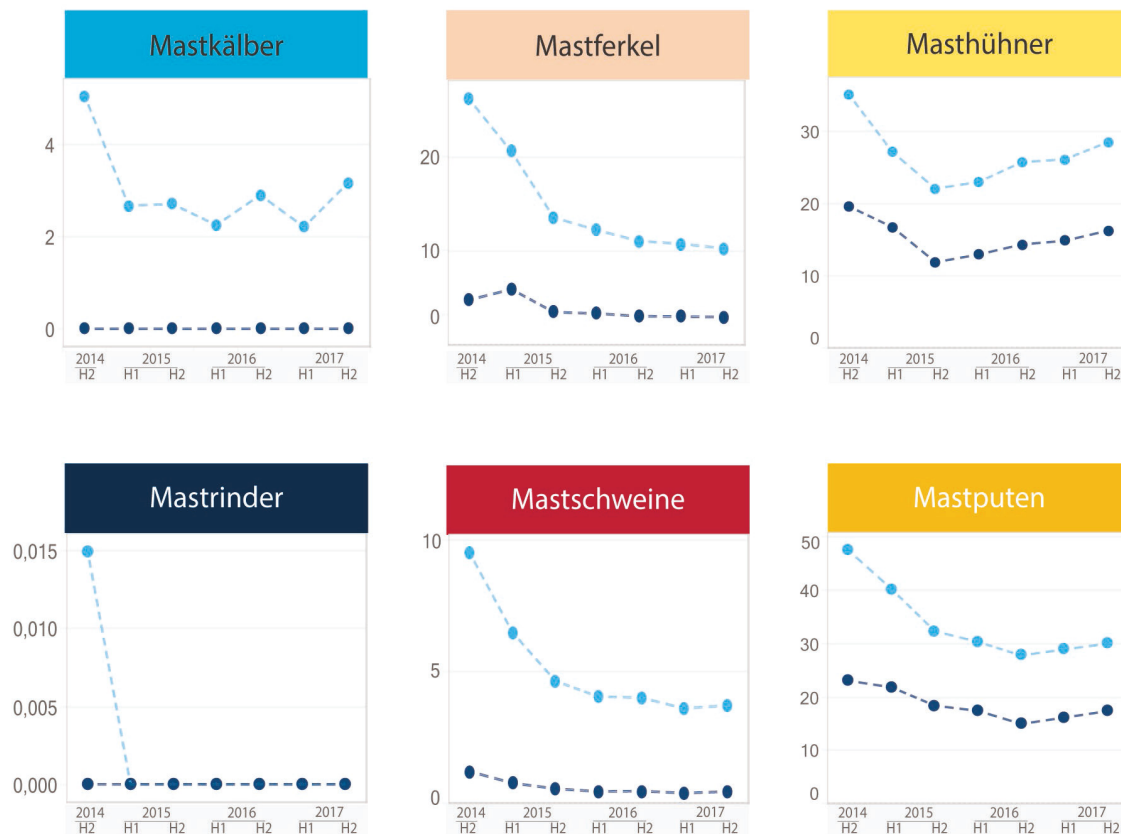 Mastkälber
4
2
0
2014 2015 2016 2017
H2 H1 H2 H1 H2 H1 H2
Mastferkel
20
10
0
2014 2015 2016 2017
H2 H1 H2 H1 H2 H1 H2
Masthühner
30
20
10
0
2014 2015 2016 2017
H2 H1 H2 H1 H2 H1 H2
Mastrinder
0,015
0,010
0,005
0,000
2014 2015 2016 2017
H2 H1 H2 H1 H2 H1 H2
Mastschweine
10
5
0
2014 2015 2016 2017
H2 H1 H2 H1 H2 H1 H2
Mastputen
50
40
30
20
10
0
2014 2015 2016 2017
H2 H1 H2 H1 H2 H1 H2